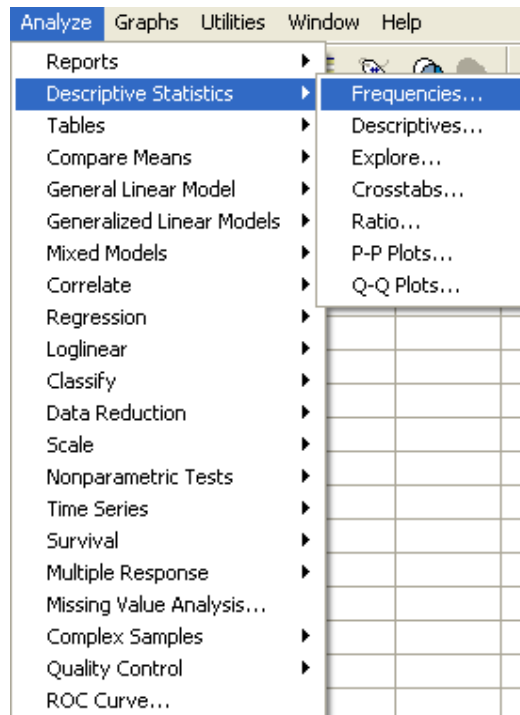 Analyze Graphs Utilities Window Help
Reports
Descriptive Statistics
Tables
Compare Means
General Linear Model
Generalized Linear Models
Mixed Models
Correlate
Regression
Loglinear
Classify
Data Reduction
Scale
Nonparametric Tests
Time Series
Survival
Multiple Response
Missing Value Analysis...
Complex Samples
Quality Control
ROC Curve...
Frequencies...
Descriptives...
Explore...
Crosstabs...
Ratio...
P-P Plots...
Q-Q Plots...